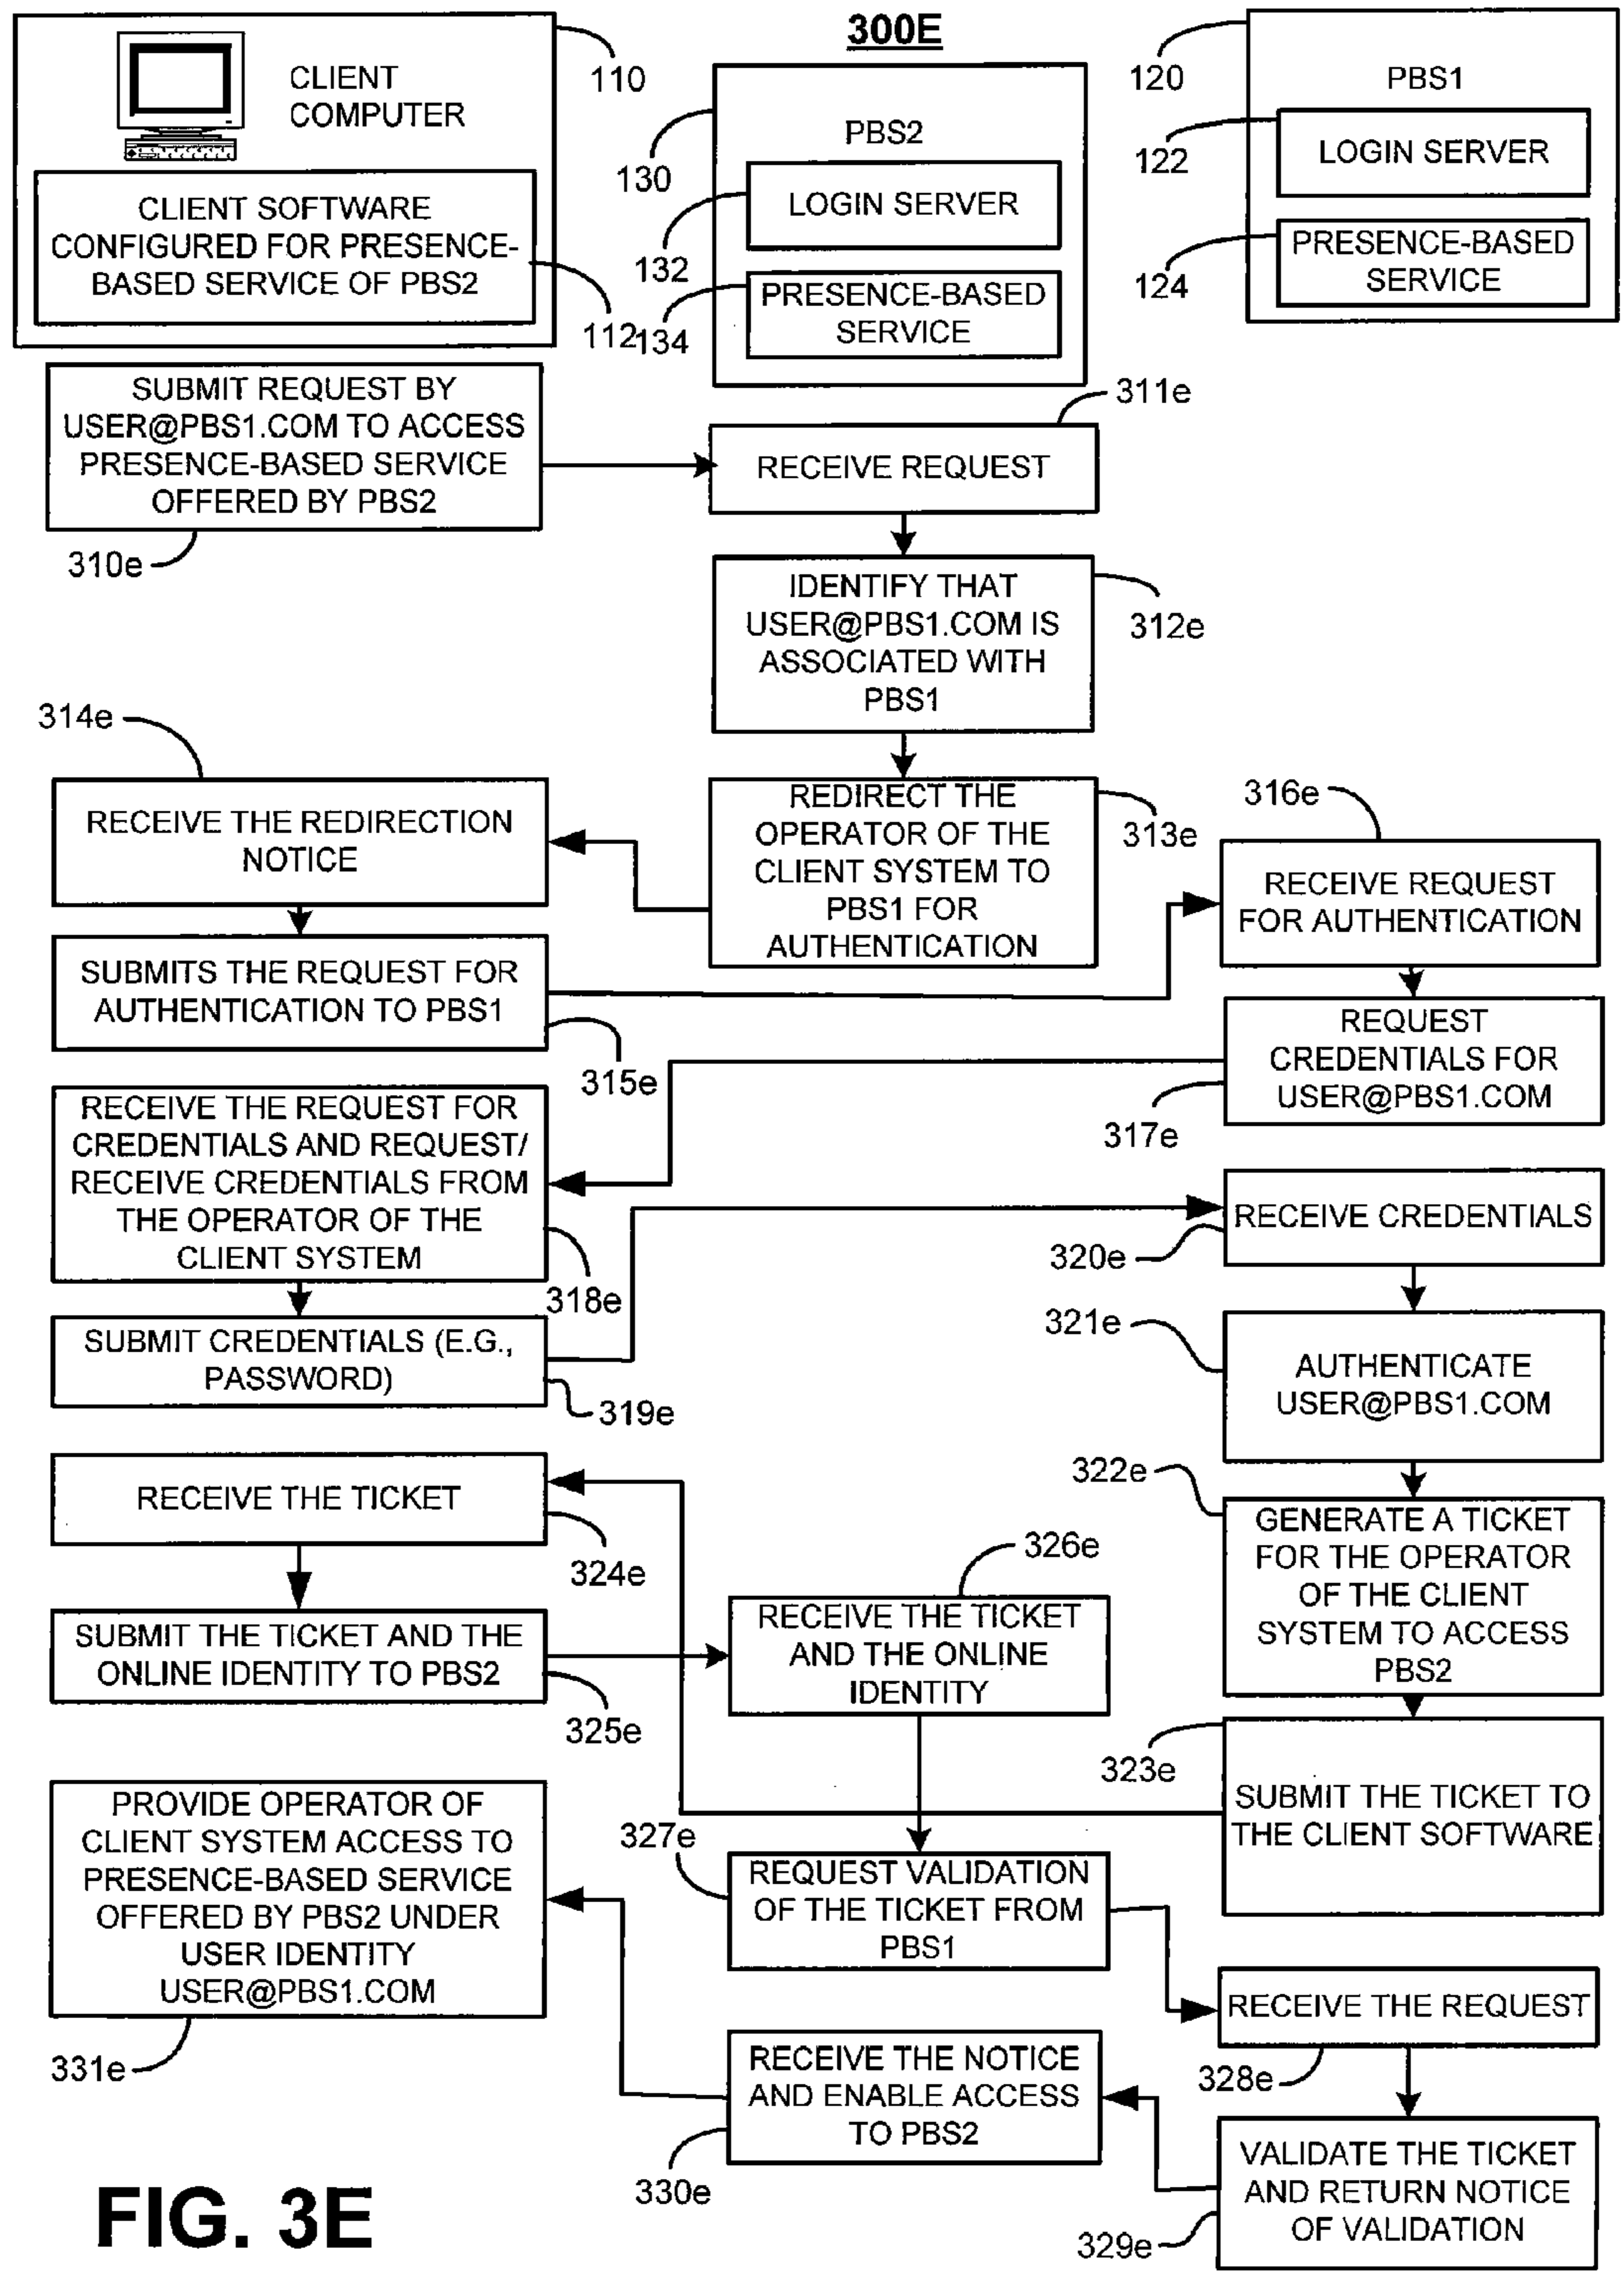 300E
CLIENT
COMPUTER
110
CLIENT SOFTWARE
CONFIGURED FOR PRESENCE-
BASED SERVICE OF PBS2
112
PBS2
130
LOGIN SERVER
132
PRESENCE-BASED
SERVICE
134
PBS1
120
LOGIN SERVER
122
PRESENCE-BASED
SERVICE
124
SUBMIT REQUEST BY
USER@PBS1.COM TO ACCESS
PRESENCE-BASED SERVICE
OFFERED BY PBS2
310e
311e
RECEIVE REQUEST
IDENTIFY THAT
USER@PBS1.COM IS
ASSOCIATED WITH
PBS1
312e
REDIRECT THE
OPERATOR OF THE
CLIENT SYSTEM TO
PBS1 FOR
AUTHENTICATION
313e
314e
RECEIVE THE REDIRECTION
NOTICE
SUBMITS THE REQUEST FOR
AUTHENTICATION TO PBS1
315e
316e
RECEIVE REQUEST
FOR AUTHENTICATION
REQUEST
CREDENTIALS FOR
USER@PBS1.COM
317e
RECEIVE THE REQUEST FOR
CREDENTIALS AND REQUEST/
RECEIVE CREDENTIALS FROM
THE OPERATOR OF THE
CLIENT SYSTEM
318e
SUBMIT CREDENTIALS (E.G.,
PASSWORD)
319e
RECEIVE CREDENTIALS
320e
321e
AUTHENTICATE
USER@PBS1.COM
322e
GENERATE A TICKET
FOR THE OPERATOR
OF THE CLIENT
SYSTEM TO ACCESS
PBS2
323e
SUBMIT THE TICKET TO
THE CLIENT SOFTWARE
RECEIVE THE TICKET
324e
SUBMIT THE TICKET AND THE
ONLINE IDENTITY TO PBS2
325e
326e
RECEIVE THE TICKET
AND THE ONLINE
IDENTITY
327e
REQUEST VALIDATION
OF THE TICKET FROM
PBS1
RECEIVE THE REQUEST
328e
VALIDATE THE TICKET
AND RETURN NOTICE
OF VALIDATION
329e
RECEIVE THE NOTICE
AND ENABLE ACCESS
TO PBS2
330e
PROVIDE OPERATOR OF
CLIENT SYSTEM ACCESS TO
PRESENCE-BASED SERVICE
OFFERED BY PBS2 UNDER
USER IDENTITY
USER@PBS1.COM
331e
FIG. 3E